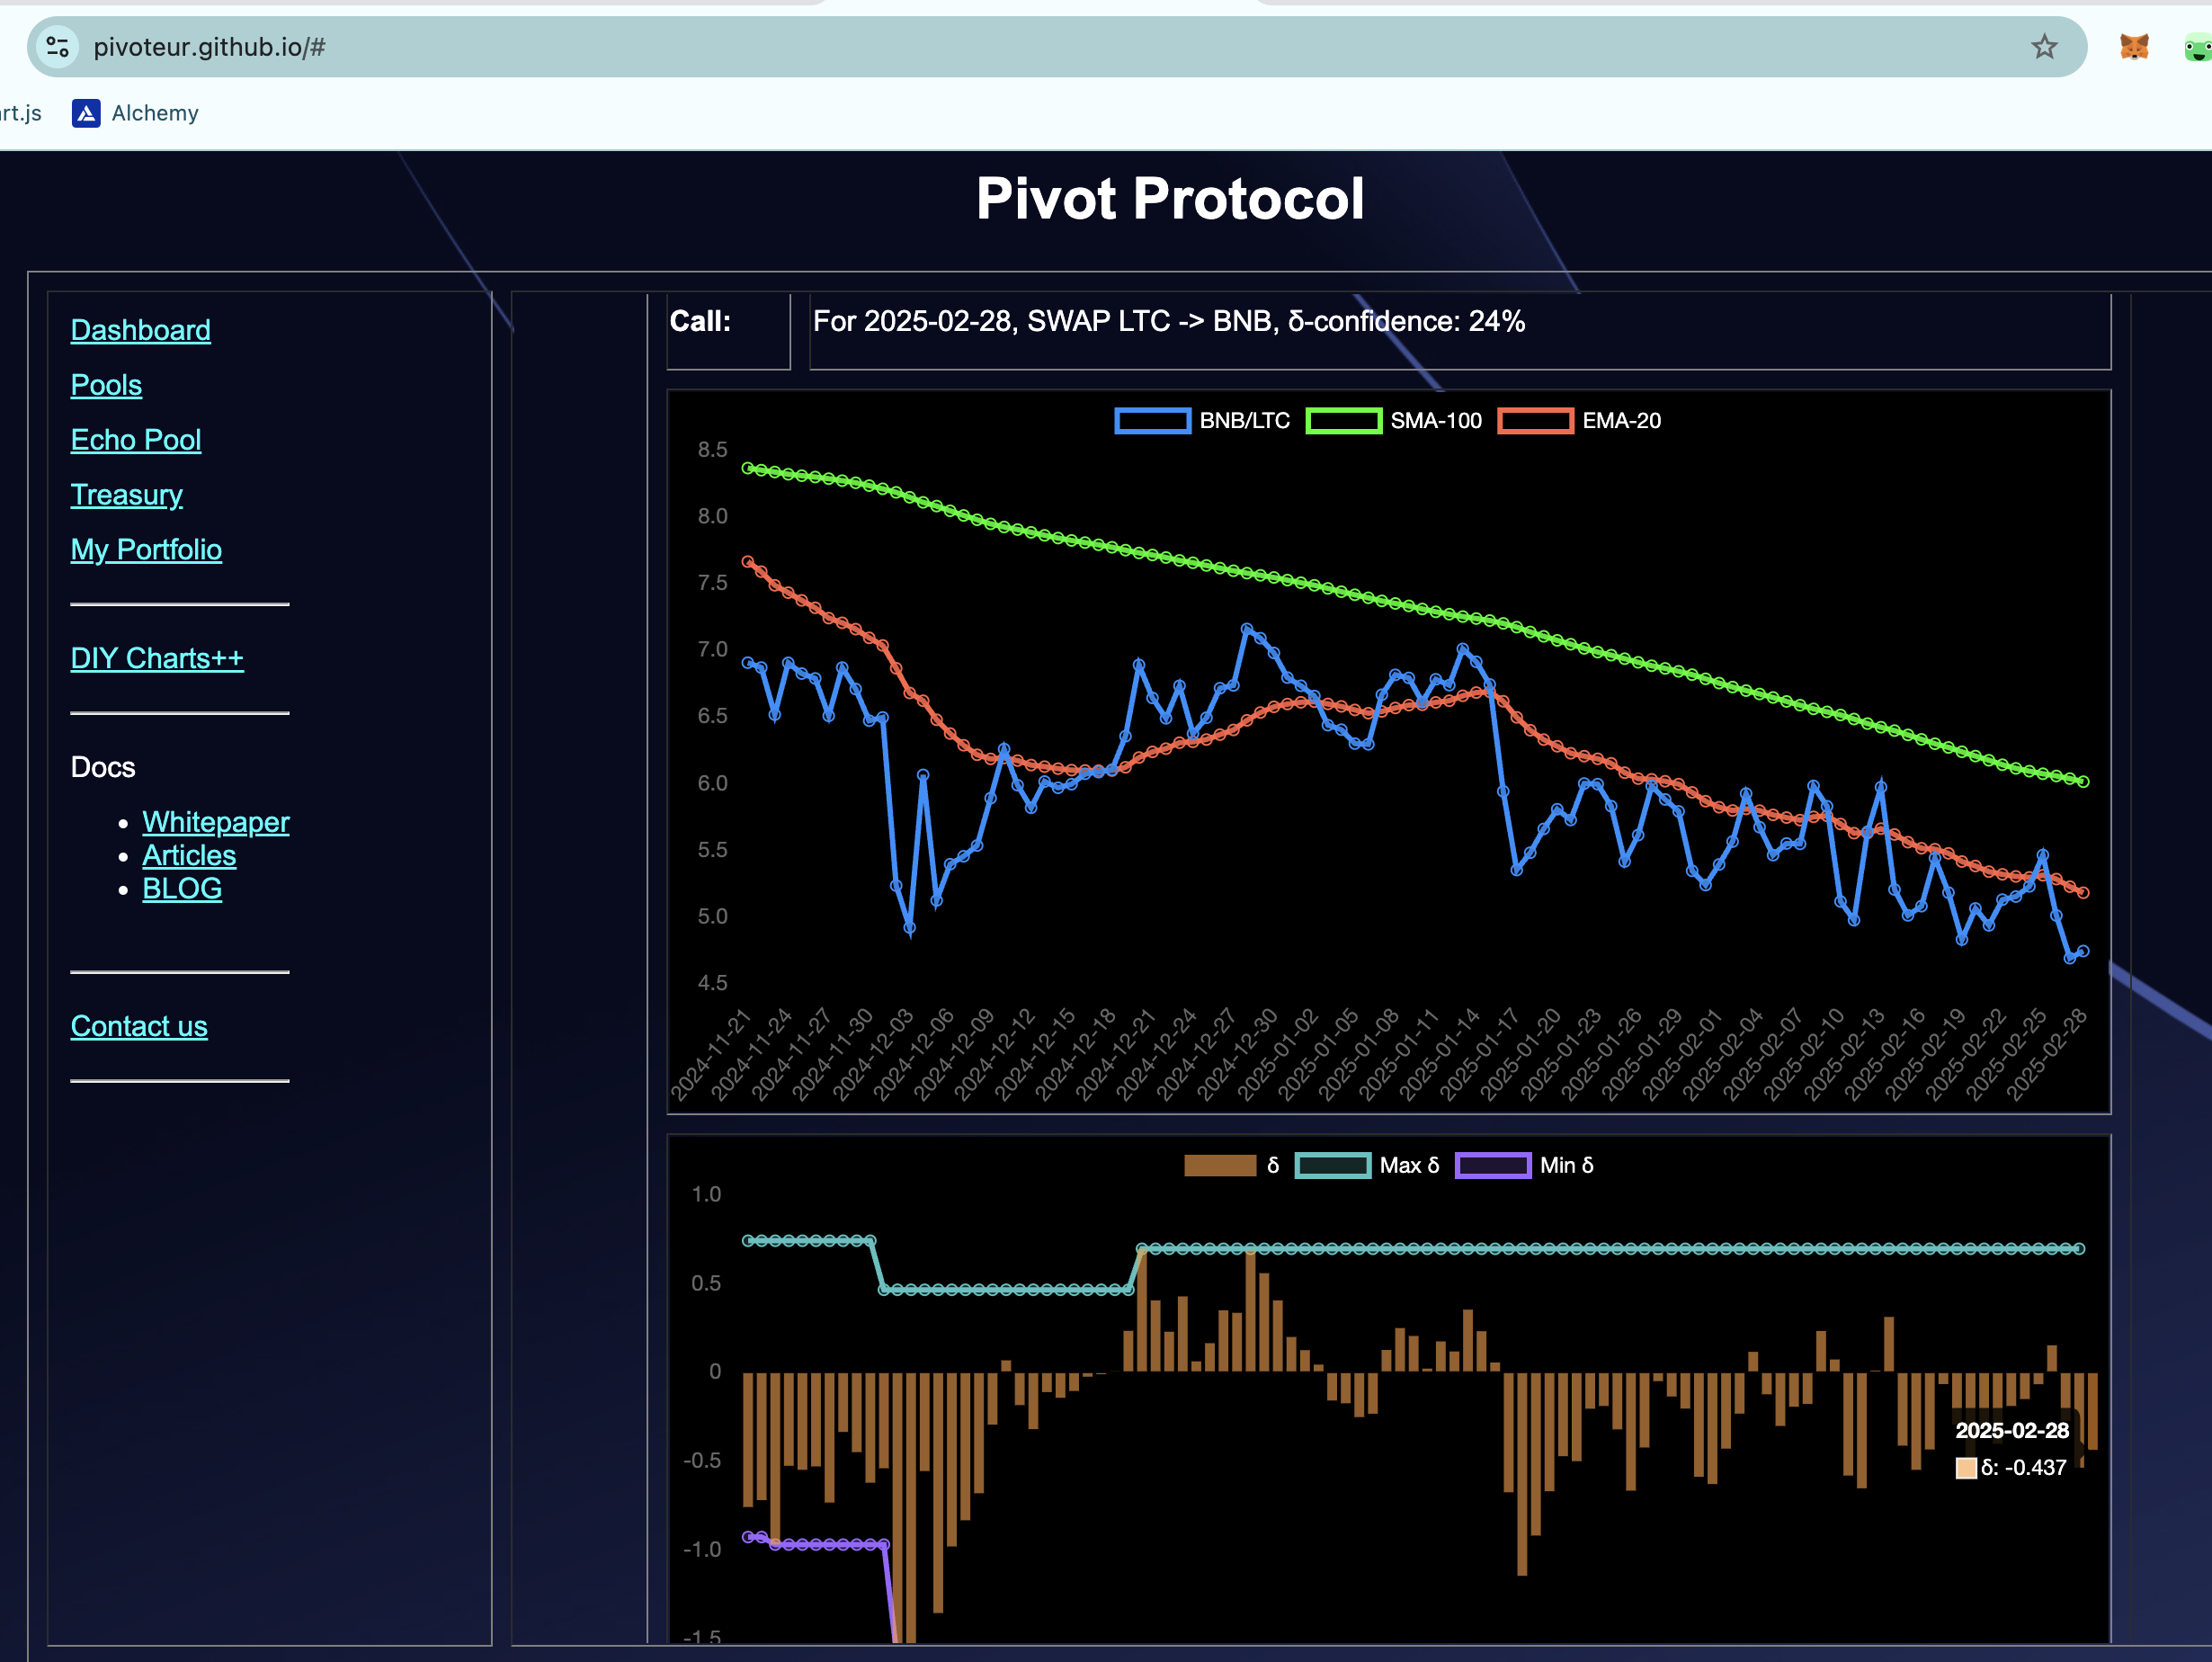 pivoteur.github.io/#
rt.js
Alchemy
Pivot Protocol
Dashboard
Pools
Echo Pool
Treasury
My Portfolio
DIY Charts++
Docs
Whitepaper
Articles
BLOG
Contact us
Call:
For 2025-02-28, SWAP LTC -> BNB, δ-confidence: 24%
BNB/LTC SMA-100 EMA-20
8.5
8.0
7.5
7.0
6.5
6.0
5.5
5.0
4.5
2024-11-21
2024-11-24
2024-11-27
2024-11-30
2024-12-03
2024-12-06
2024-12-09
2024-12-12
2024-12-15
2024-12-18
2024-12-21
2024-12-24
2024-12-27
2024-12-30
2025-01-02
2025-01-05
2025-01-08
2025-01-11
2025-01-14
2025-01-17
2025-01-20
2025-01-23
2025-01-26
2025-01-29
2025-02-01
2025-02-04
2025-02-07
2025-02-10
2025-02-13
2025-02-16
2025-02-19
2025-02-22
2025-02-25
2025-02-28
δ Max δ Min δ
1.0
0.5
0
-0.5
-1.0
-1.5
2025-02-28
δ: -0.437